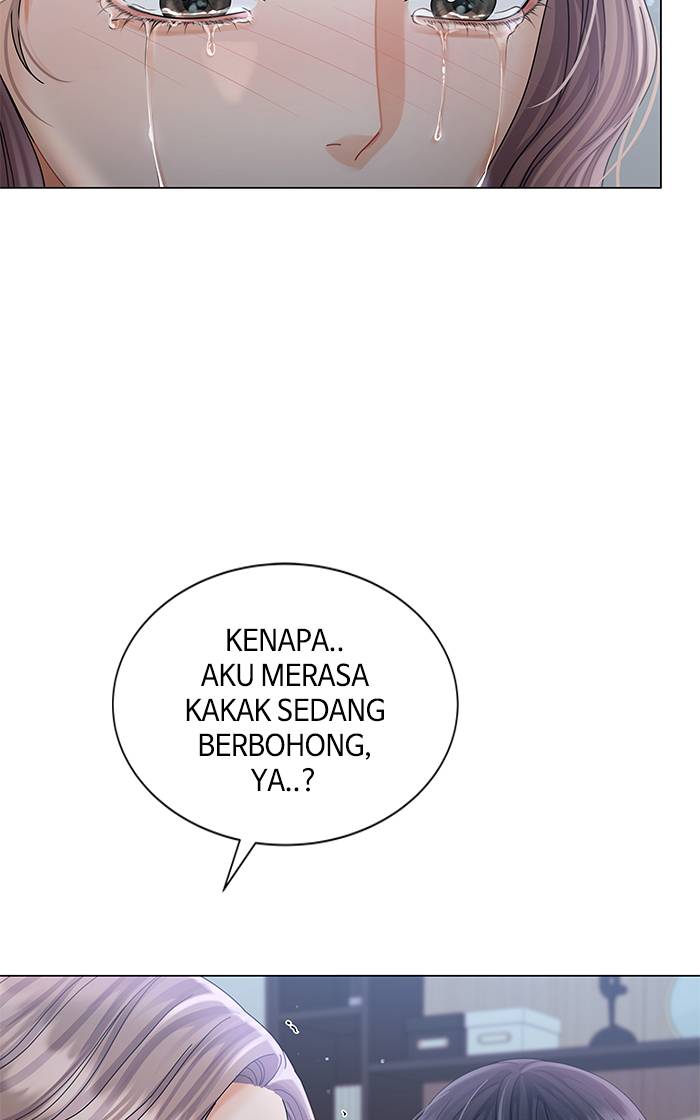 KENAPA..
AKU MERASA
KAKAK SEDANG
BERBOHONG,
YA..?